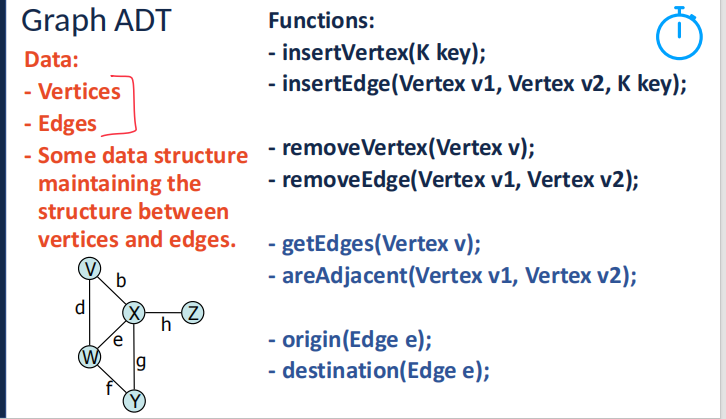 Graph ADT
Data:
- Vertices
- Edges
- Some data structure
maintaining the
structure between
vertices and edges.
V
b
d
X
Z
h
e
W
g
f
Y
Functions:
- insertVertex(K key);
- insertEdge(Vertex v1, Vertex v2, K key);
- removeVertex(Vertex v);
- removeEdge(Vertex v1, Vertex v2);
- getEdges(Vertex v);
- areAdjacent(Vertex v1, Vertex v2);
- origin(Edge e);
- destination(Edge e);